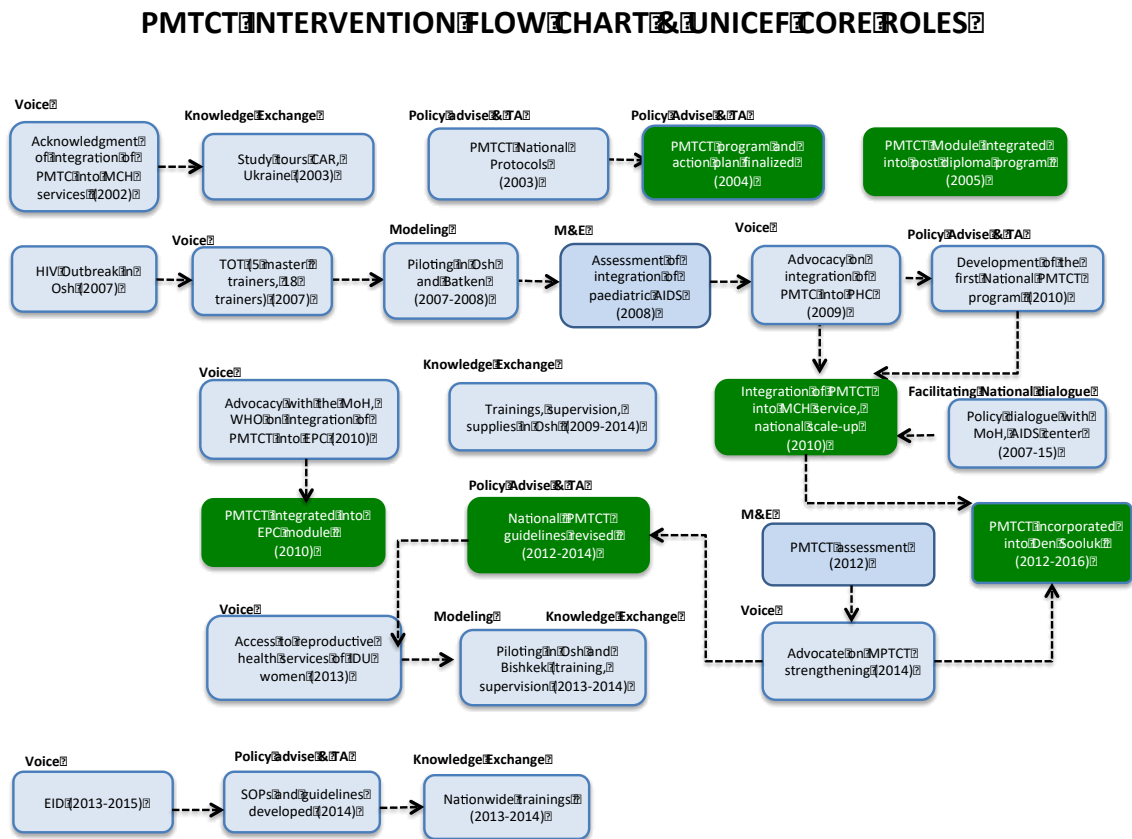 PMTCT INTERVENTION FLOW CHART & UNICEF CORE ROLES
Voice
Acknowledgment
of Integration of
PMTC into MCH
services (2002)
Knowledge Exchange
Study tours CAR,
Ukraine (2003)
Policy advise & TA
PMTCT National
Protocols
(2003)
Policy Advise & TA
PMTCT program and
action plan finalized
(2004)
PMTCT Module integrated
into post diploma program
(2005)
HIV Outbreak in
Osh (2007)
Voice
TOT (5 master
trainers, 18
trainers) (2007)
Modeling
Piloting in Osh
and Batken
(2007-2008)
M&E
Assessment of
integration of
paediatric AIDS
(2008)
Voice
Advocacy on
integration of
PMTC into PHC
(2009)
Policy Advise & TA
Development of the
first National PMTCT
program (2010)
Voice
Advocacy with the MoH,
WHO on integration of
PMTCT into EPC (2010)
Knowledge Exchange
Trainings, supervision,
supplies in Osh (2009-2014)
Integration of PMTCT
into MCH service,
national scale-up
(2010)
Facilitating National dialogue
Policy dialogue with
MoH, AIDS center
(2007-15)
PMTCT integrated into
EPC module
(2010)
Policy Advise & TA
National PMTCT
guidelines revised
(2012-2014)
M&E
PMTCT assessment
(2012)
PMTCT incorporated
into Den Sooluk
(2012-2016)
Voice
Access to reproductive
health services of IDU
women (2013)
Modeling
Knowledge Exchange
Piloting in Osh and
Bishkek (training,
supervision) (2013-2014)
Voice
Advocate on MPTCT
strengthening (2014)
Voice
EID (2013-2015)
Policy advise & TA
SOPs and guidelines
developed (2014)
Knowledge Exchange
Nationwide trainings
(2013-2014)